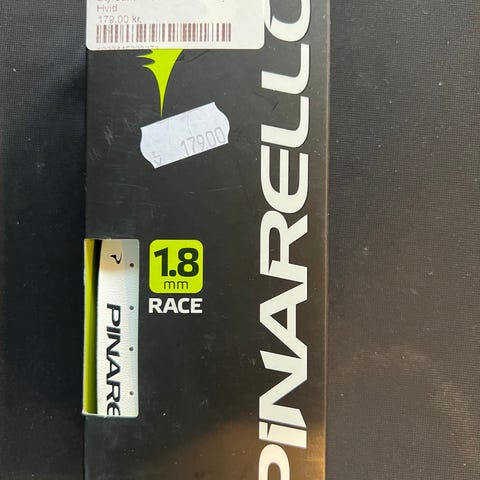 Hvid
179.00 kr.
179.00
PINARELLO
1.8
mm
RACE
PINARE